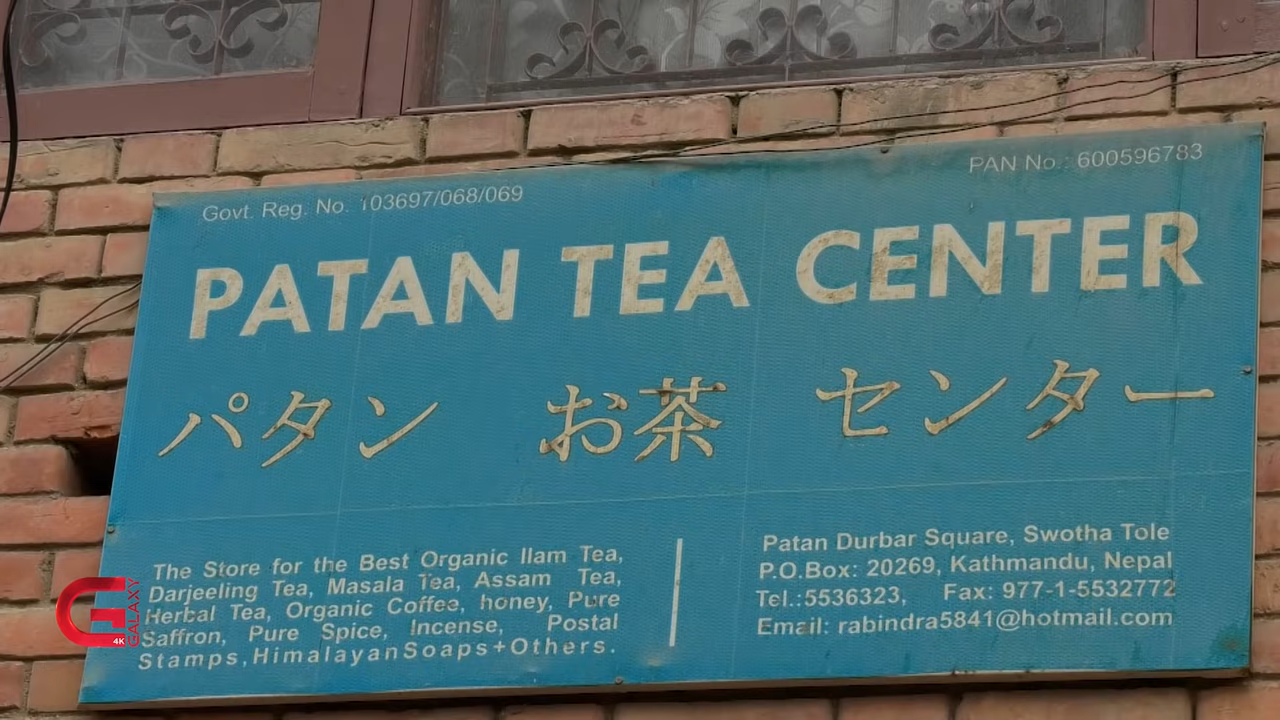 Govt. Reg. No. 103697/068/069
PAN No.: 600596783
PATAN TEA CENTER
パタン お茶 センター
The Store for the Best Organic Ilam Tea,
Darjeeling Tea, Masala Tea, Assam Tea,
Herbal Tea, Organic Coffee, honey, Pure
Saffron, Pure Spice, Incense, Postal
Stamps, Himalayan Soaps + Others.
Patan Durbar Square, Swotha Tole
P.O.Box: 20269, Kathmandu, Nepal
Tel.:5536323, Fax: 977-1-5532772
Email: rabindra5841@hotmail.com
GALAXY
4K